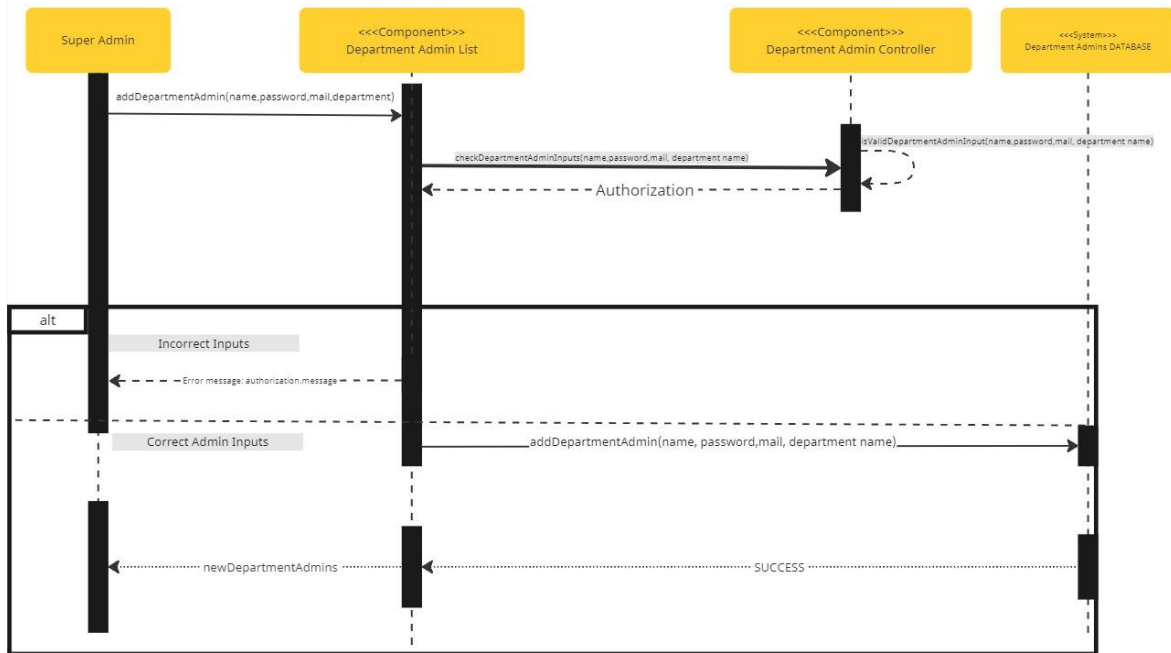 Super Admin
<<<Component>>>
Department Admin List
<<<Component>>>
Department Admin Controller
<<<System>>>
Department Admins DATABASE
addDepartmentAdmin(name,password,mail,department)
isValidDepartmentAdminInput(name,password,mail, department name)
checkDepartmentAdminInputs(name,password,mail, department name)
Authorization
alt
Incorrect Inputs
Error message: authorization.message
Correct Admin Inputs
addDepartmentAdmin(name, password,mail, department name)
newDepartmentAdmins
SUCCESS